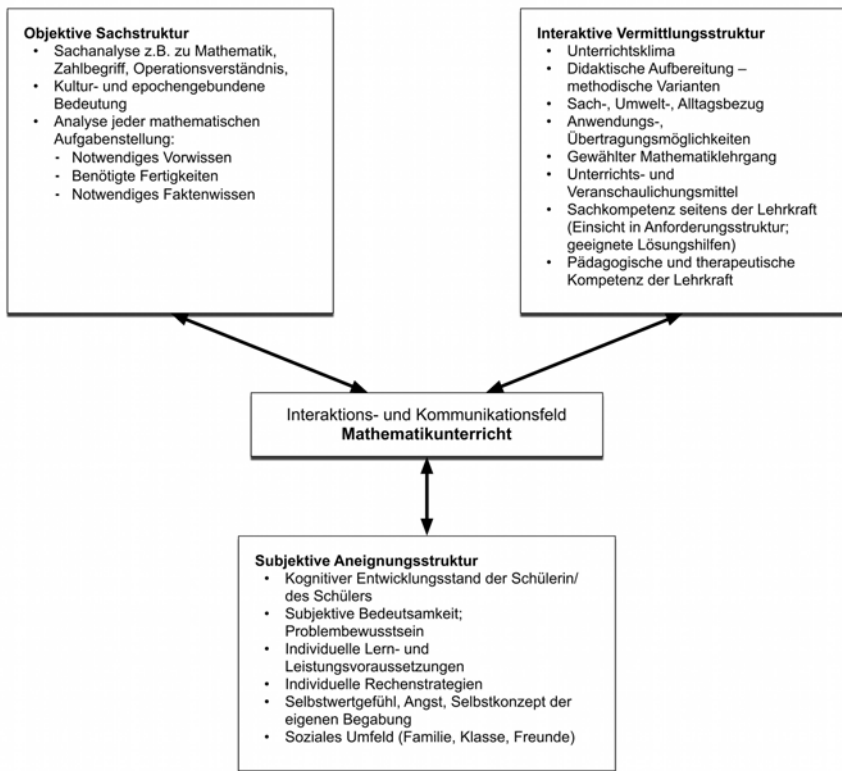 Objektive Sachstruktur
• Sachanalyse z.B. zu Mathematik,
Zahlbegriff, Operationsverständnis,
• Kultur- und epochengebundene
Bedeutung
• Analyse jeder mathematischen
Aufgabenstellung:
- Notwendiges Vorwissen
- Benötigte Fertigkeiten
- Notwendiges Faktenwissen
Interaktive Vermittlungsstruktur
• Unterrichtsklima
• Didaktische Aufbereitung –
methodische Varianten
• Sach-, Umwelt-, Alltagsbezug
• Anwendungs-,
Übertragungsmöglichkeiten
• Gewählter Mathematiklehrgang
• Unterrichts- und
Veranschaulichungsmittel
• Sachkompetenz seitens der Lehrkraft
(Einsicht in Anforderungsstruktur;
geeignete Lösungshilfen)
• Pädagogische und therapeutische
Kompetenz der Lehrkraft
Interaktions- und Kommunikationsfeld
Mathematikunterricht
Subjektive Aneignungsstruktur
• Kognitiver Entwicklungsstand der Schülerin/
des Schülers
• Subjektive Bedeutsamkeit;
Problembewusstsein
• Individuelle Lern- und
Leistungsvoraussetzungen
• Individuelle Rechenstrategien
• Selbstwertgefühl, Angst, Selbstkonzept der
eigenen Begabung
• Soziales Umfeld (Familie, Klasse, Freunde)